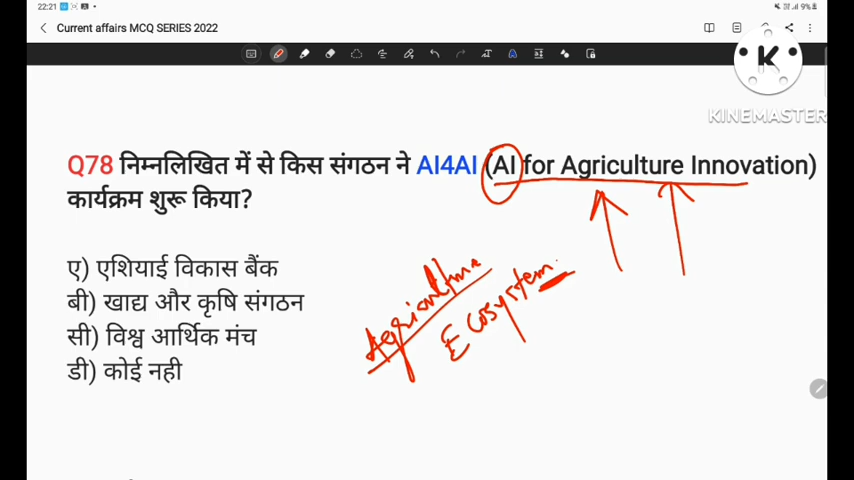 22:21
9%
Current affairs MCQ SERIES 2022
K
KINEMASTER
Q78 निम्नलिखित में से किस संगठन ने AI4AI (AI for Agriculture Innovation)
कार्यक्रम शुरू किया?
ए) एशियाई विकास बैंक
बी) खाद्य और कृषि संगठन
सी) विश्व आर्थिक मंच
डी) कोई नही
Agriculture
Ecosystem